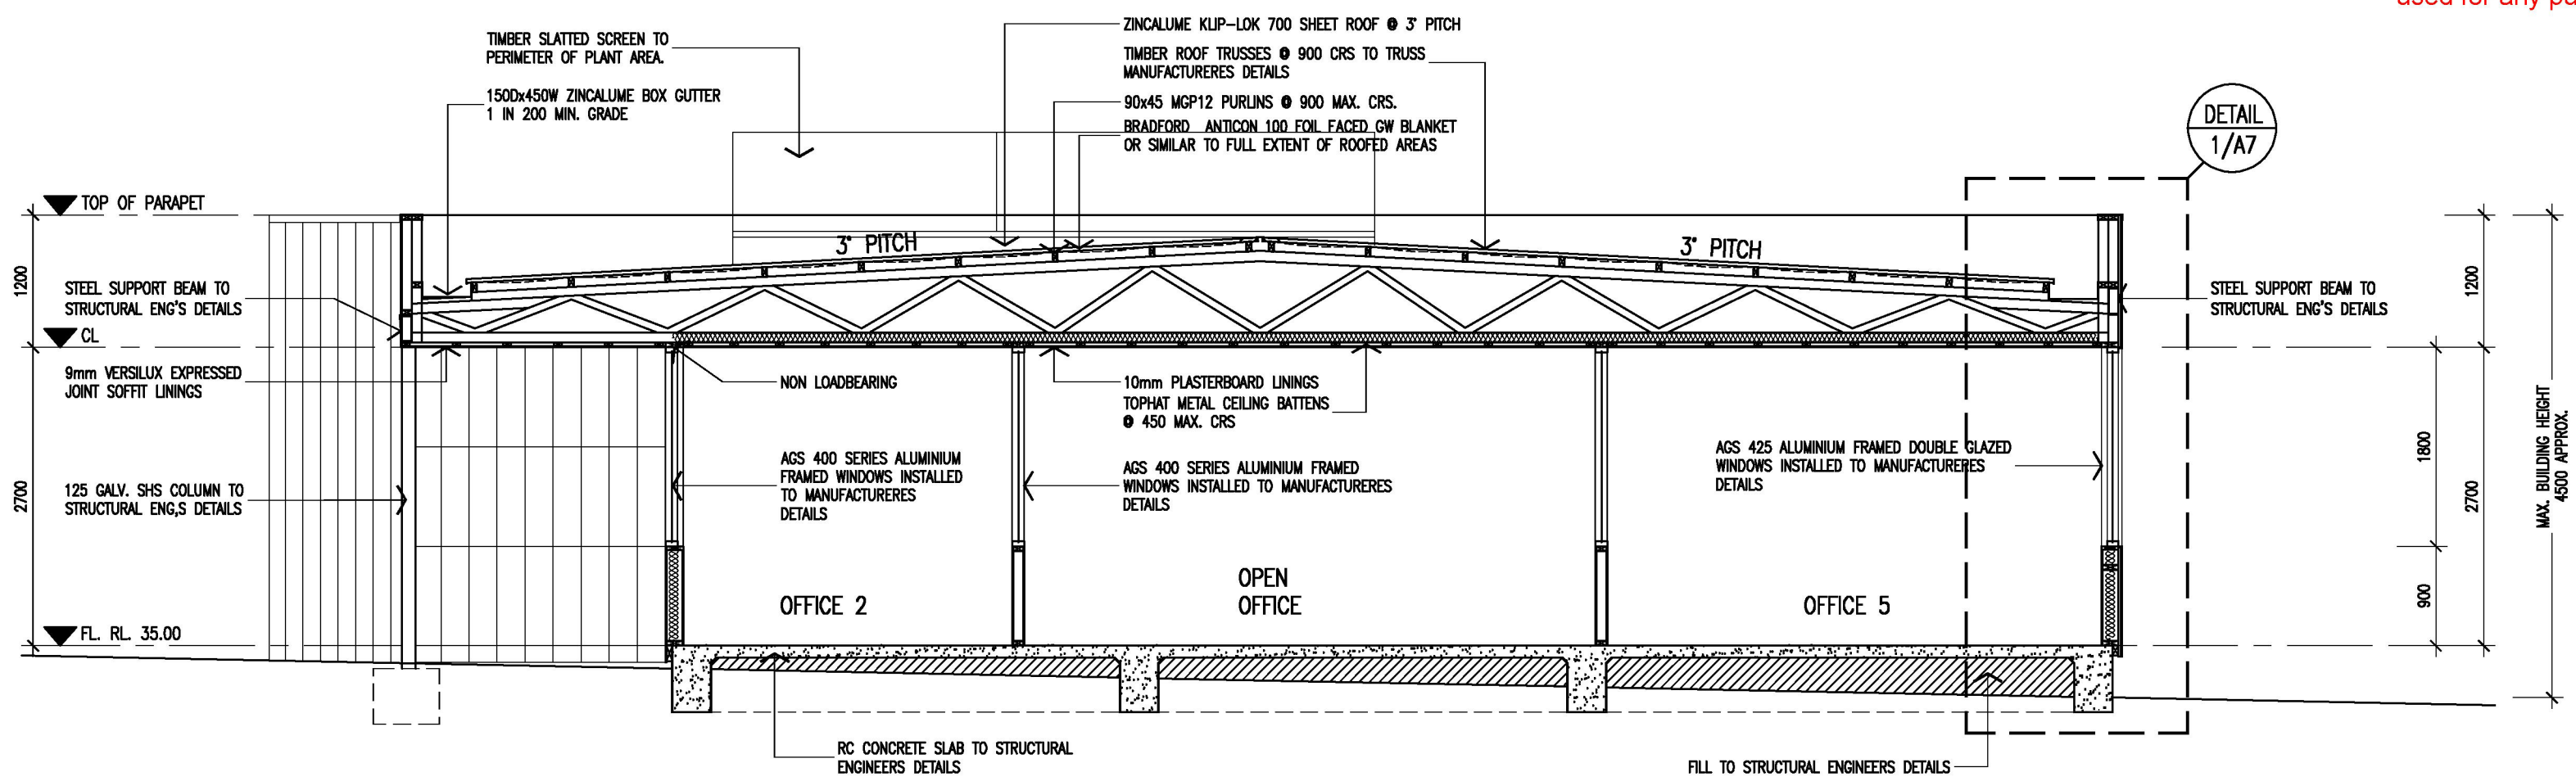 used for any pa
TIMBER SLATTED SCREEN TO
PERIMETER OF PLANT AREA.
150Dx450W ZINCALUME BOX GUTTER
1 IN 200 MIN. GRADE
ZINCALUME KLIP-LOK 700 SHEET ROOF @ 3° PITCH
TIMBER ROOF TRUSSES @ 900 CRS TO TRUSS
MANUFACTURERES DETAILS
90x45 MGP12 PURLINS @ 900 MAX. CRS.
BRADFORD ANTICON 100 FOIL FACED GW BLANKET
OR SIMILAR TO FULL EXTENT OF ROOFED AREAS
DETAIL
1/A7
TOP OF PARAPET
3° PITCH
3° PITCH
1200
STEEL SUPPORT BEAM TO
STRUCTURAL ENG'S DETAILS
CL
9mm VERSILUX EXPRESSED
JOINT SOFFIT LININGS
NON LOADBEARING
10mm PLASTERBOARD LININGS
TOPHAT METAL CEILING BATTENS
@ 450 MAX. CRS
1200
STEEL SUPPORT BEAM TO
STRUCTURAL ENG'S DETAILS
2700
125 GALV. SHS COLUMN TO
STRUCTURAL ENG,S DETAILS
AGS 400 SERIES ALUMINIUM
FRAMED WINDOWS INSTALLED
TO MANUFACTURERES
DETAILS
AGS 400 SERIES ALUMINIUM FRAMED
WINDOWS INSTALLED TO MANUFACTURERES
DETAILS
AGS 425 ALUMINIUM FRAMED DOUBLE GLAZED
WINDOWS INSTALLED TO MANUFACTURERES
DETAILS
1800
2700
MAX. BUILDING HEIGHT
4500 APPROX.
900
OFFICE 2
OPEN
OFFICE
OFFICE 5
FL. RL. 35.00
RC CONCRETE SLAB TO STRUCTURAL
ENGINEERS DETAILS
FILL TO STRUCTURAL ENGINEERS DETAILS